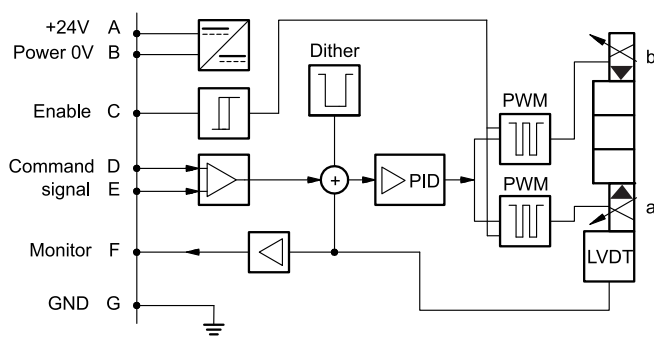 +24V A
Power 0V B
Enable C
Command D
signal E
Monitor F
GND G
Dither
+
PID
PWM
PWM
b
a
LVDT